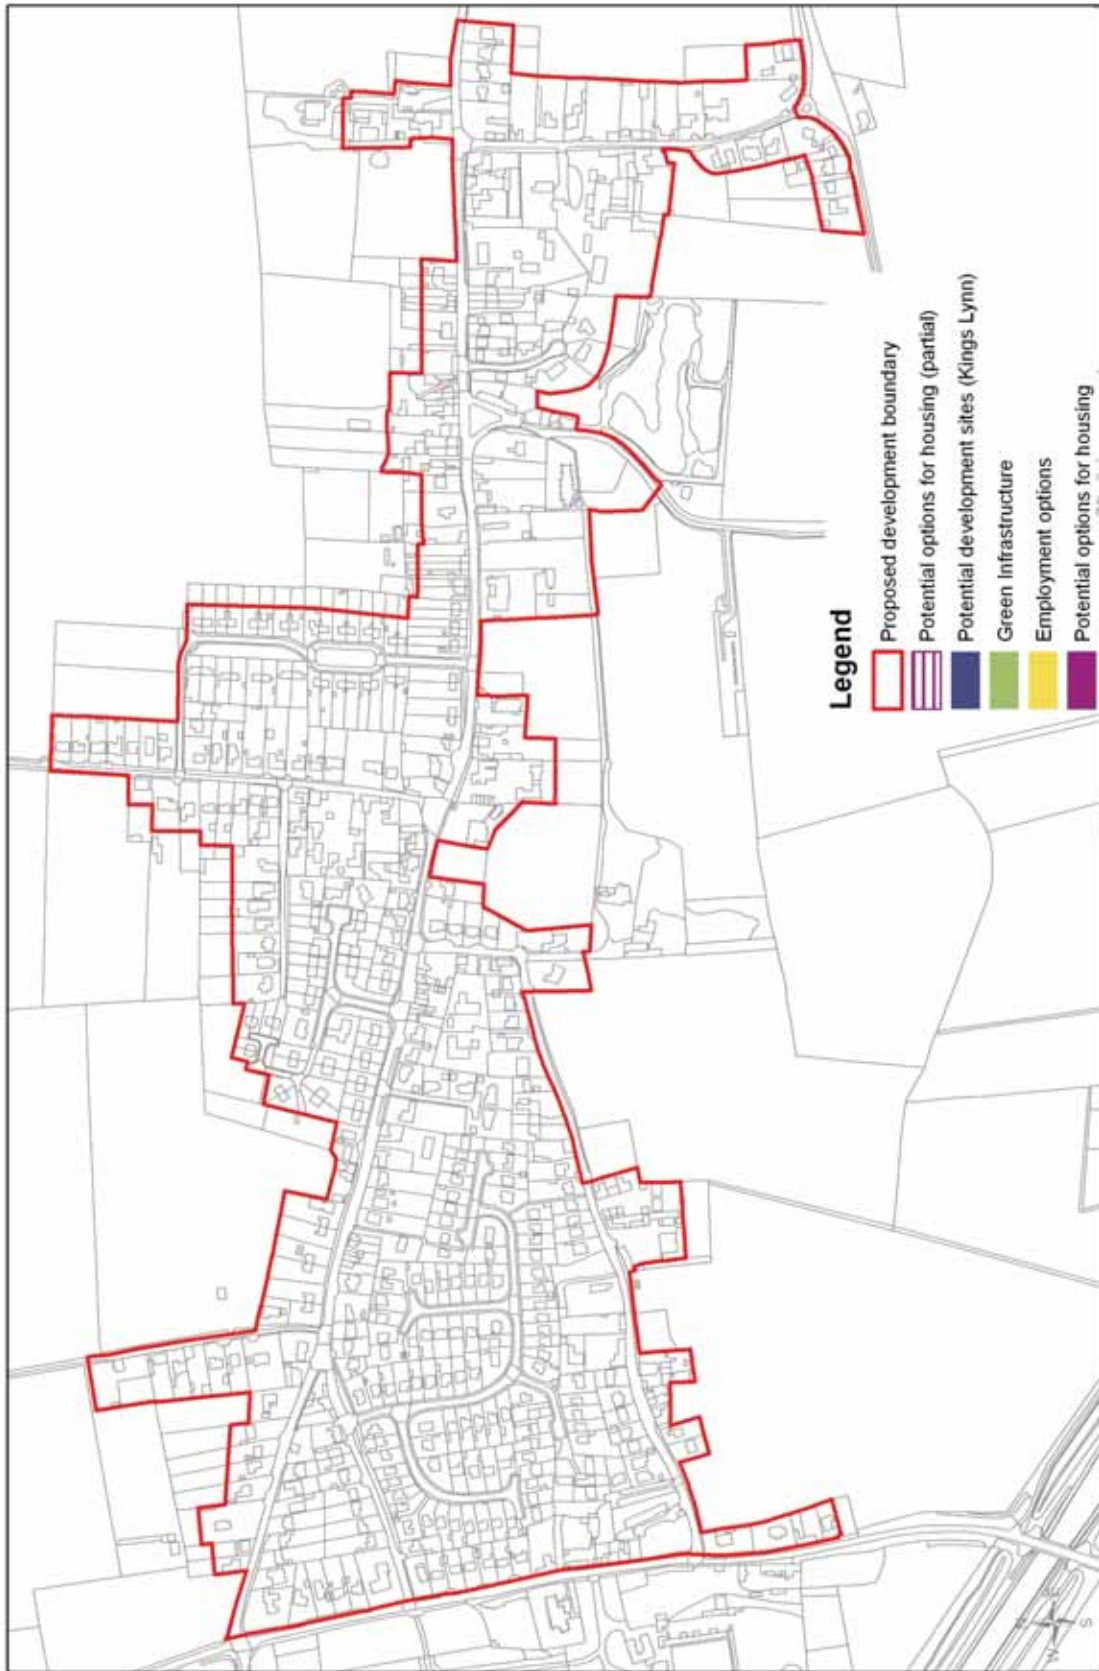 Legend
Proposed development boundary
Potential options for housing (partial)
Potential development sites (Kings Lynn)
Green Infrastructure
Employment options
Potential options for housing
N
W
E
S